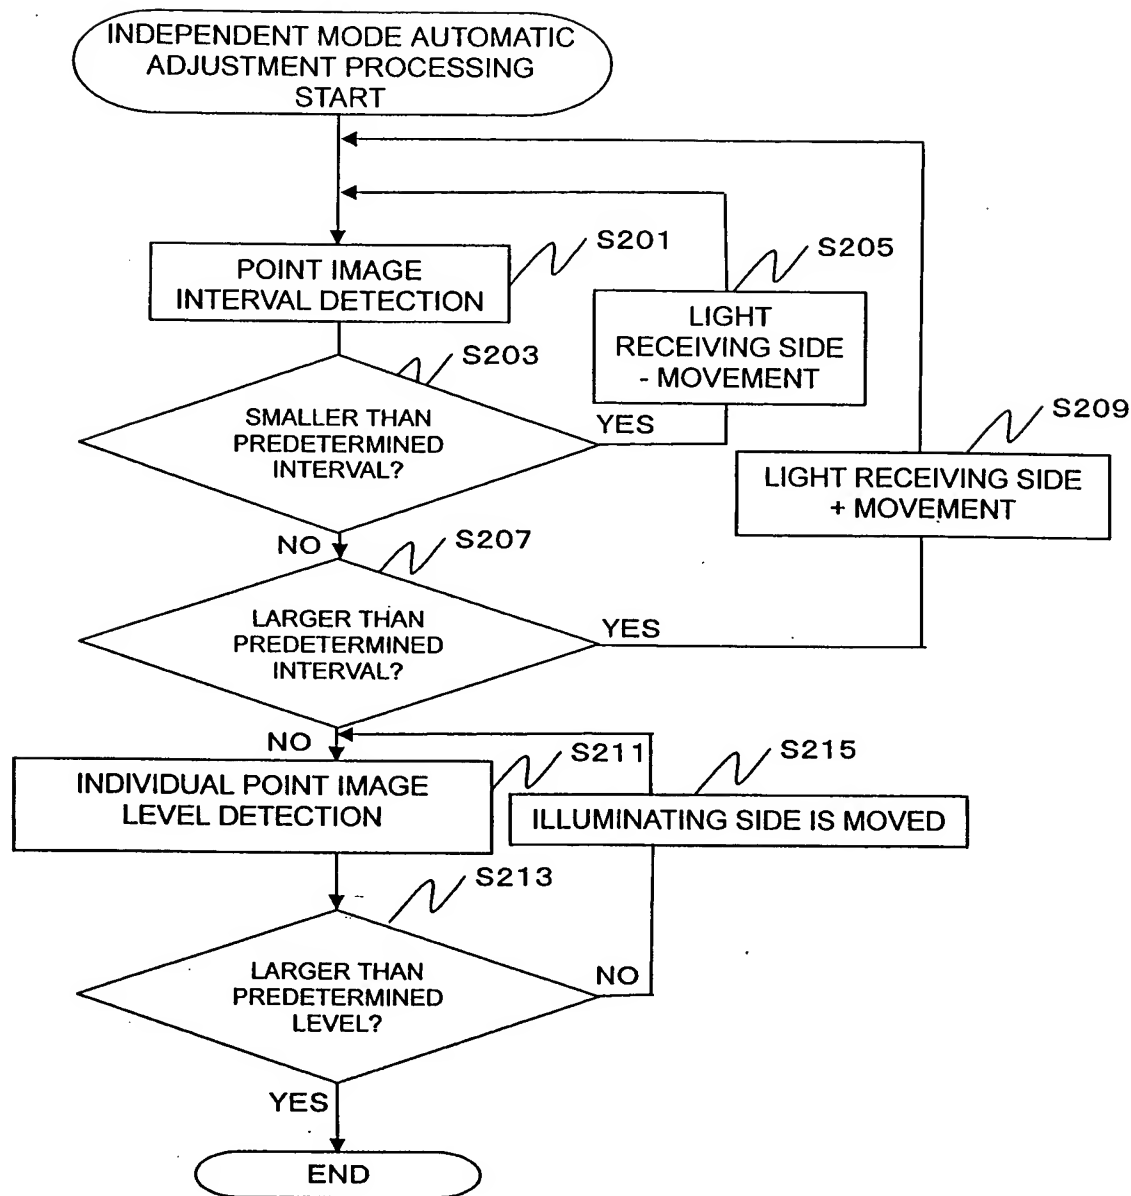 INDEPENDENT MODE AUTOMATIC
ADJUSTMENT PROCESSING
START
S201
POINT IMAGE
INTERVAL DETECTION
S205
LIGHT
RECEIVING SIDE
- MOVEMENT
S203
SMALLER THAN
PREDETERMINED
INTERVAL?
YES
S209
LIGHT RECEIVING SIDE
+ MOVEMENT
NO
S207
LARGER THAN
PREDETERMINED
INTERVAL?
YES
NO
S211
INDIVIDUAL POINT IMAGE
LEVEL DETECTION
S215
ILLUMINATING SIDE IS MOVED
S213
LARGER THAN
PREDETERMINED
LEVEL?
NO
YES
END